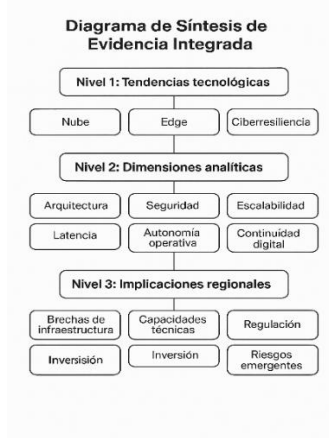 Diagrama de Síntesis de
Evidencia Integrada
Nivel 1: Tendencias tecnológicas
Nube
Edge
Ciberresiliencia
Nivel 2: Dimensiones analíticas
Arquitectura
Seguridad
Escalabilidad
Latencia
Autonomía
operativa
Continuidad
digital
Nivel 3: Implicaciones regionales
Brechas de
infraestructura
Capacidades
técnicas
Regulación
Inversisión
Inversión
Riesgos
emergentes